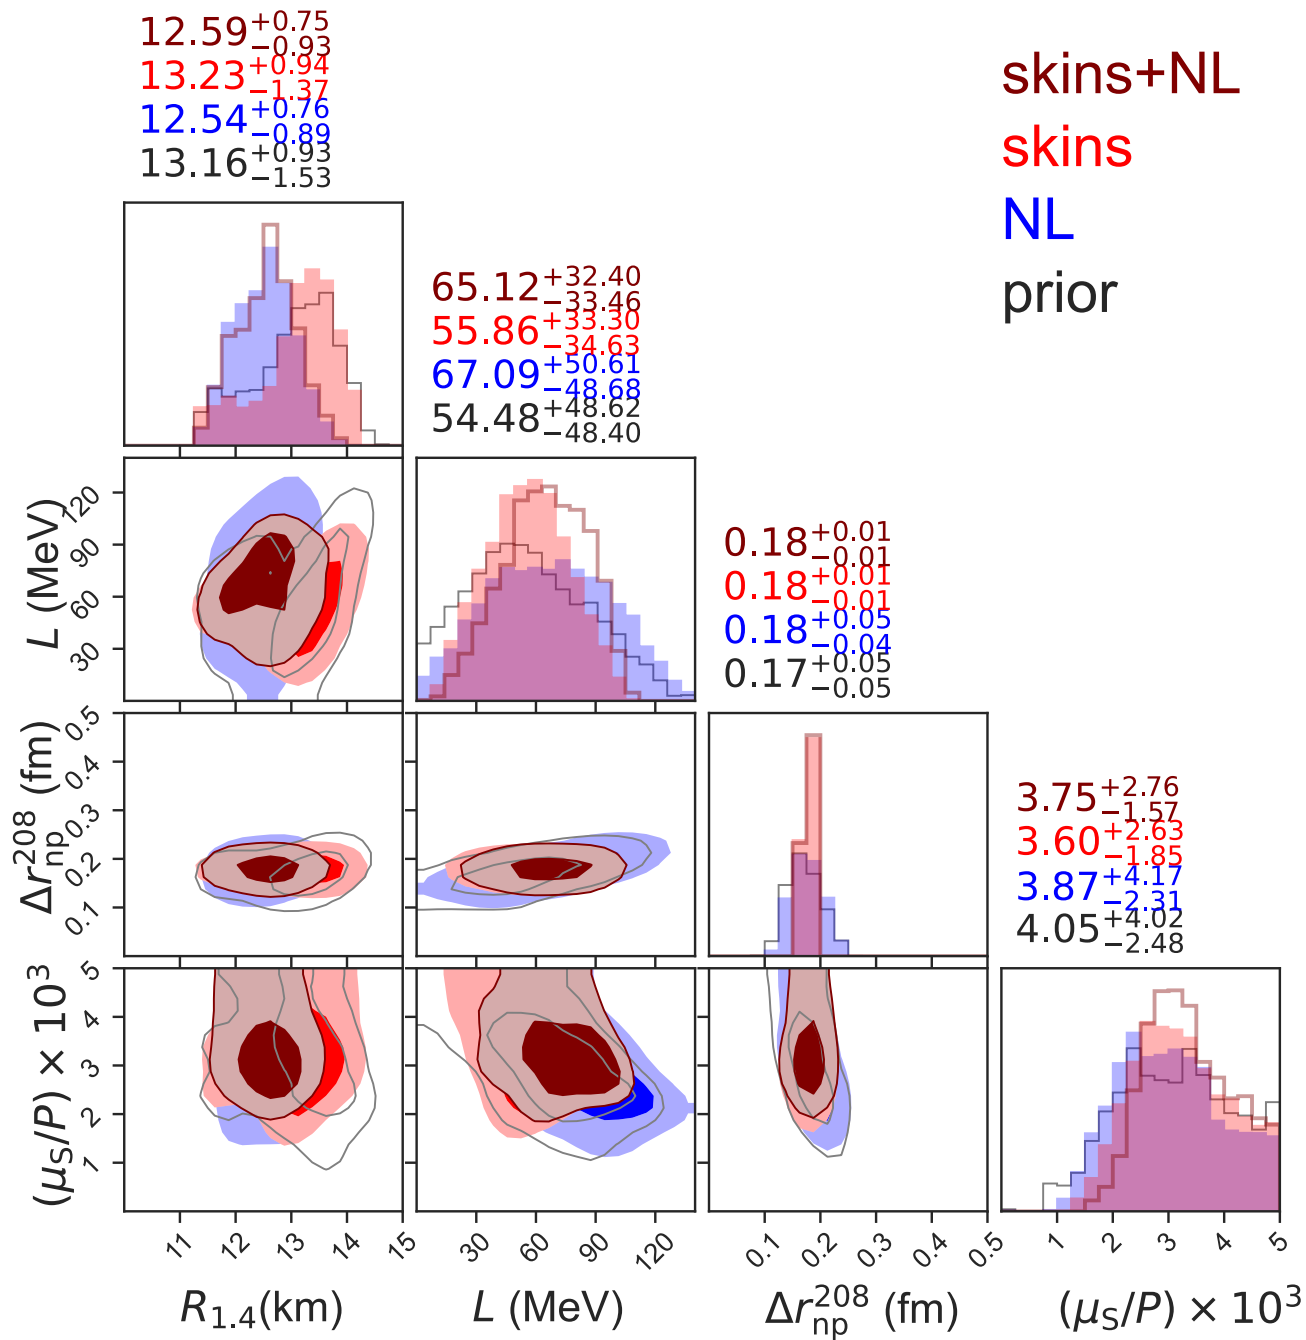 12.59+0.75−0.93
13.23+0.94−1.37
12.54+0.76−0.89
13.16+0.93−1.53
skins+NL
skins
NL
prior
65.12+32.40−33.46
55.86+33.30−34.63
67.09+50.61−48.68
54.48+48.62−48.40
L (MeV)
120
90
60
30
0.18+0.01−0.01
0.18+0.01−0.01
0.18+0.05−0.04
0.17+0.05−0.05
Δr208np (fm)
0.5
0.4
0.3
0.2
0.1
3.75+2.76−1.57
3.60+2.63−1.85
3.87+4.17−2.31
4.05+4.02−2.48
(μS/P) × 10³
5
4
3
2
1
11 12 13 14 15
30 60 90 120
0.1 0.2 0.3 0.4 0.5
1 2 3 4 5
R1.4(km)
L (MeV)
Δr208np (fm)
(μS/P) × 10³